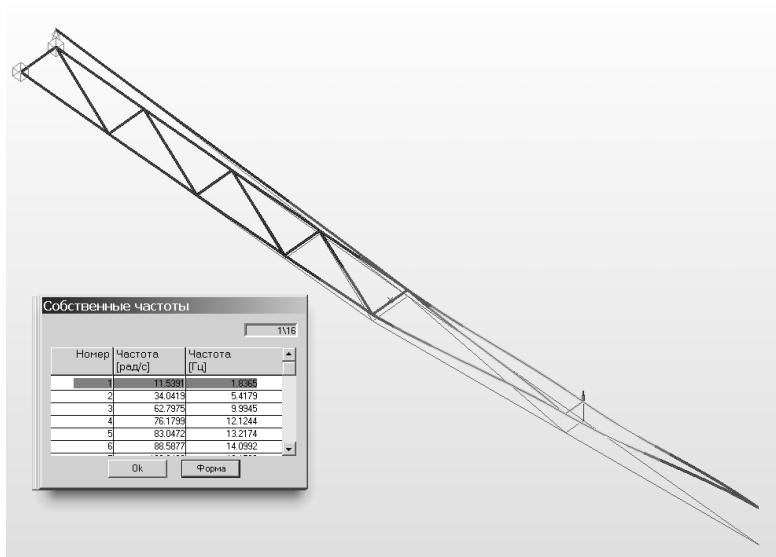 Собственные частоты
1\16
Номер Частота [рад/с] Частота [Гц]
1 11.5391 1.8365
2 34.0419 5.4179
3 62.7975 9.9945
4 76.1799 12.1244
5 83.0472 13.2174
6 88.5877 14.0992
Ok Форма